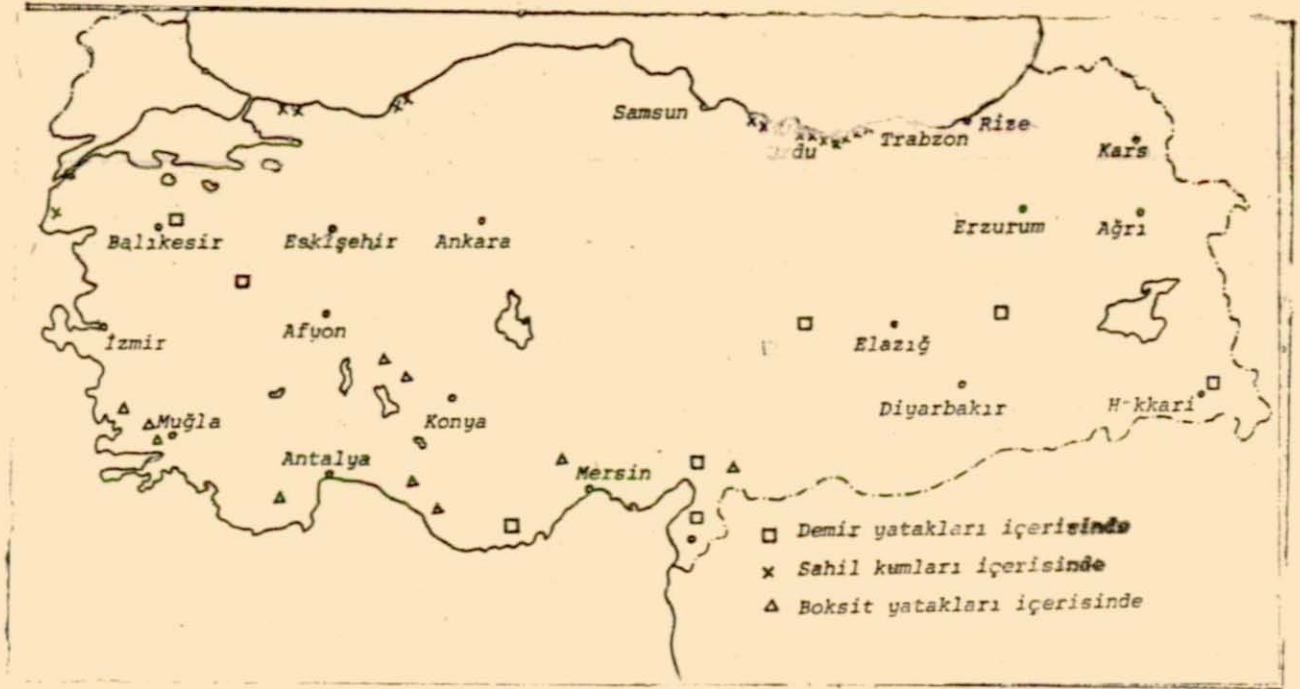 Samsun
Trabzon
Rize
Kars
Balıkesir
Eskişehir
Ankara
Erzurum
Ağrı
İzmir
Afyon
Elazığ
Muğla
Konya
Diyarbakır
Antalya
Mersin
Demir yatakları içerisinde
Sahil kumları içerisinde
Boksit yatakları içerisinde